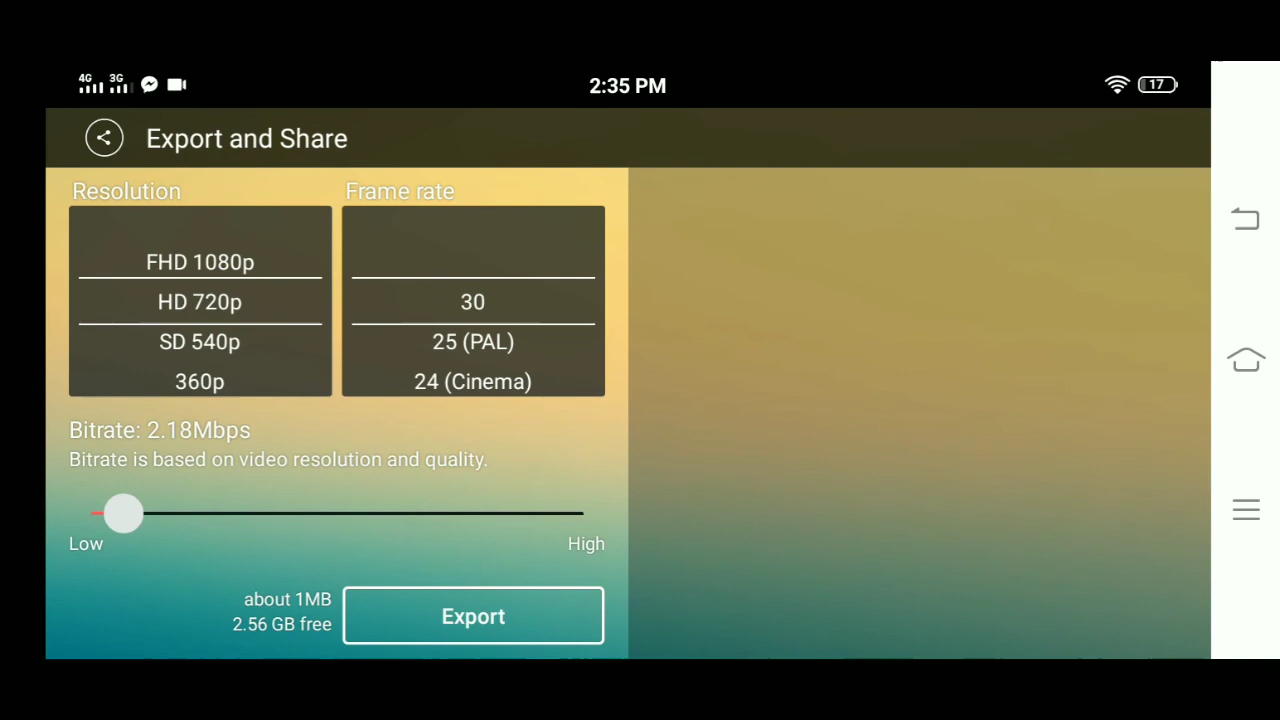 4G 3G 2:35 PM 17
Export and Share
Resolution Frame rate
FHD 1080p
HD 720p 30
SD 540p 25 (PAL)
360p 24 (Cinema)
Bitrate: 2.18Mbps
Bitrate is based on video resolution and quality.
Low High
about 1MB
2.56 GB free
Export